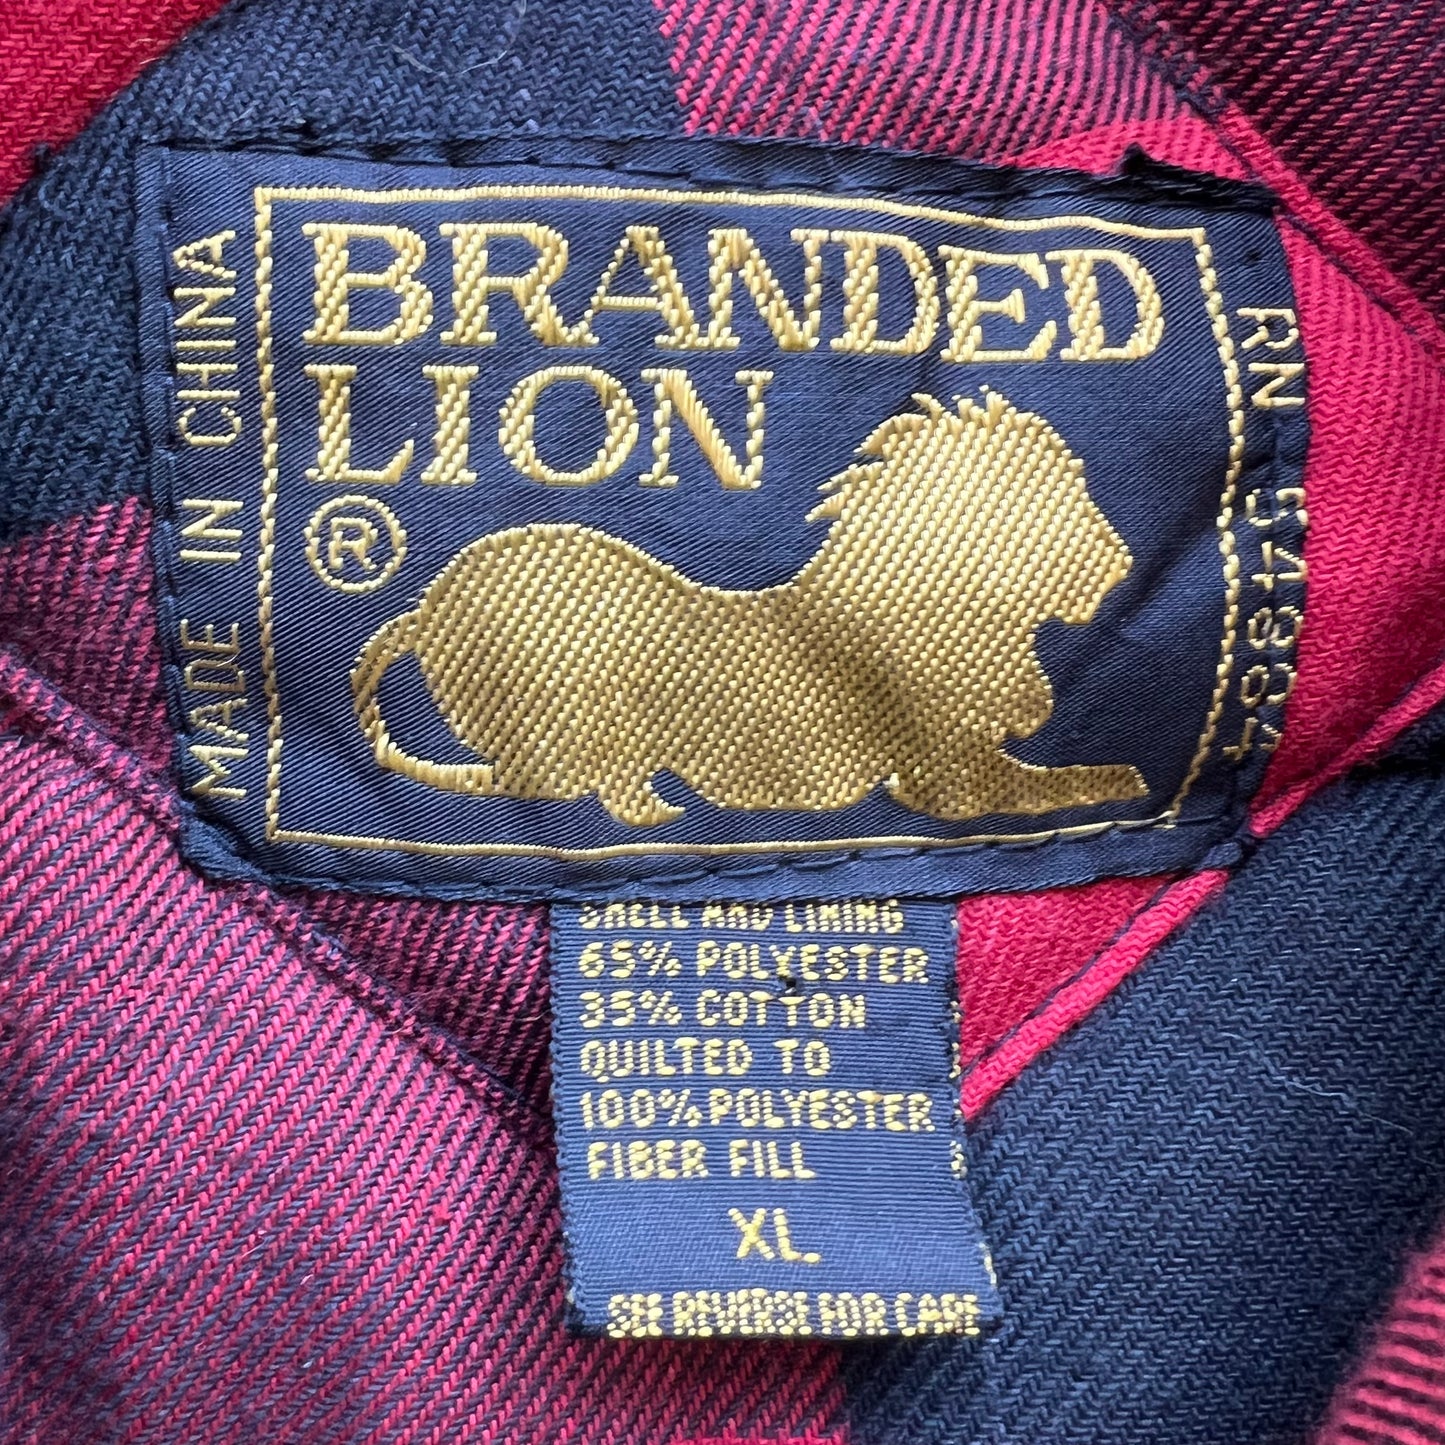 BRANDED
LION
®
MADE IN CHINA
RN 54884
SHELL AND LINING
65% POLYESTER
35% COTTON
QUILTED TO
100% POLYESTER
FIBER FILL
XL
SEE REVERSE FOR CARE